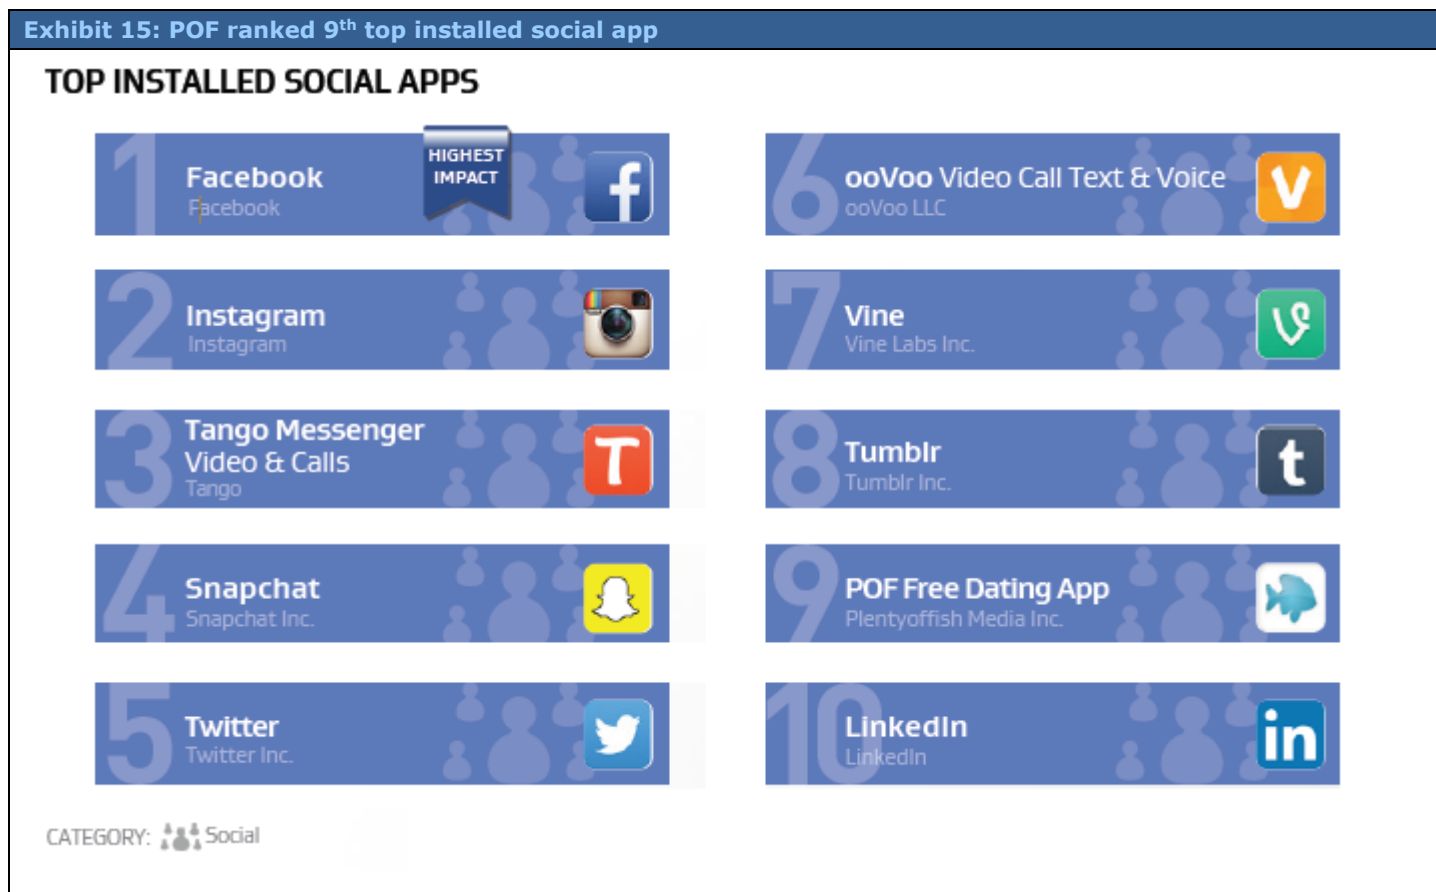 Exhibit 15: POF ranked 9th top installed social app
TOP INSTALLED SOCIAL APPS
1
Facebook
Facebook
HIGHEST
IMPACT
f
2
Instagram
Instagram
3
Tango Messenger
Video & Calls
Tango
T
4
Snapchat
Snapchat Inc.
5
Twitter
Twitter Inc.
6
ooVoo Video Call Text & Voice
ooVoo LLC
V
7
Vine
Vine Labs Inc.
8
Tumblr
Tumblr Inc.
t
9
POF Free Dating App
Plentyoffish Media Inc.
10
LinkedIn
LinkedIn
in
CATEGORY: Social